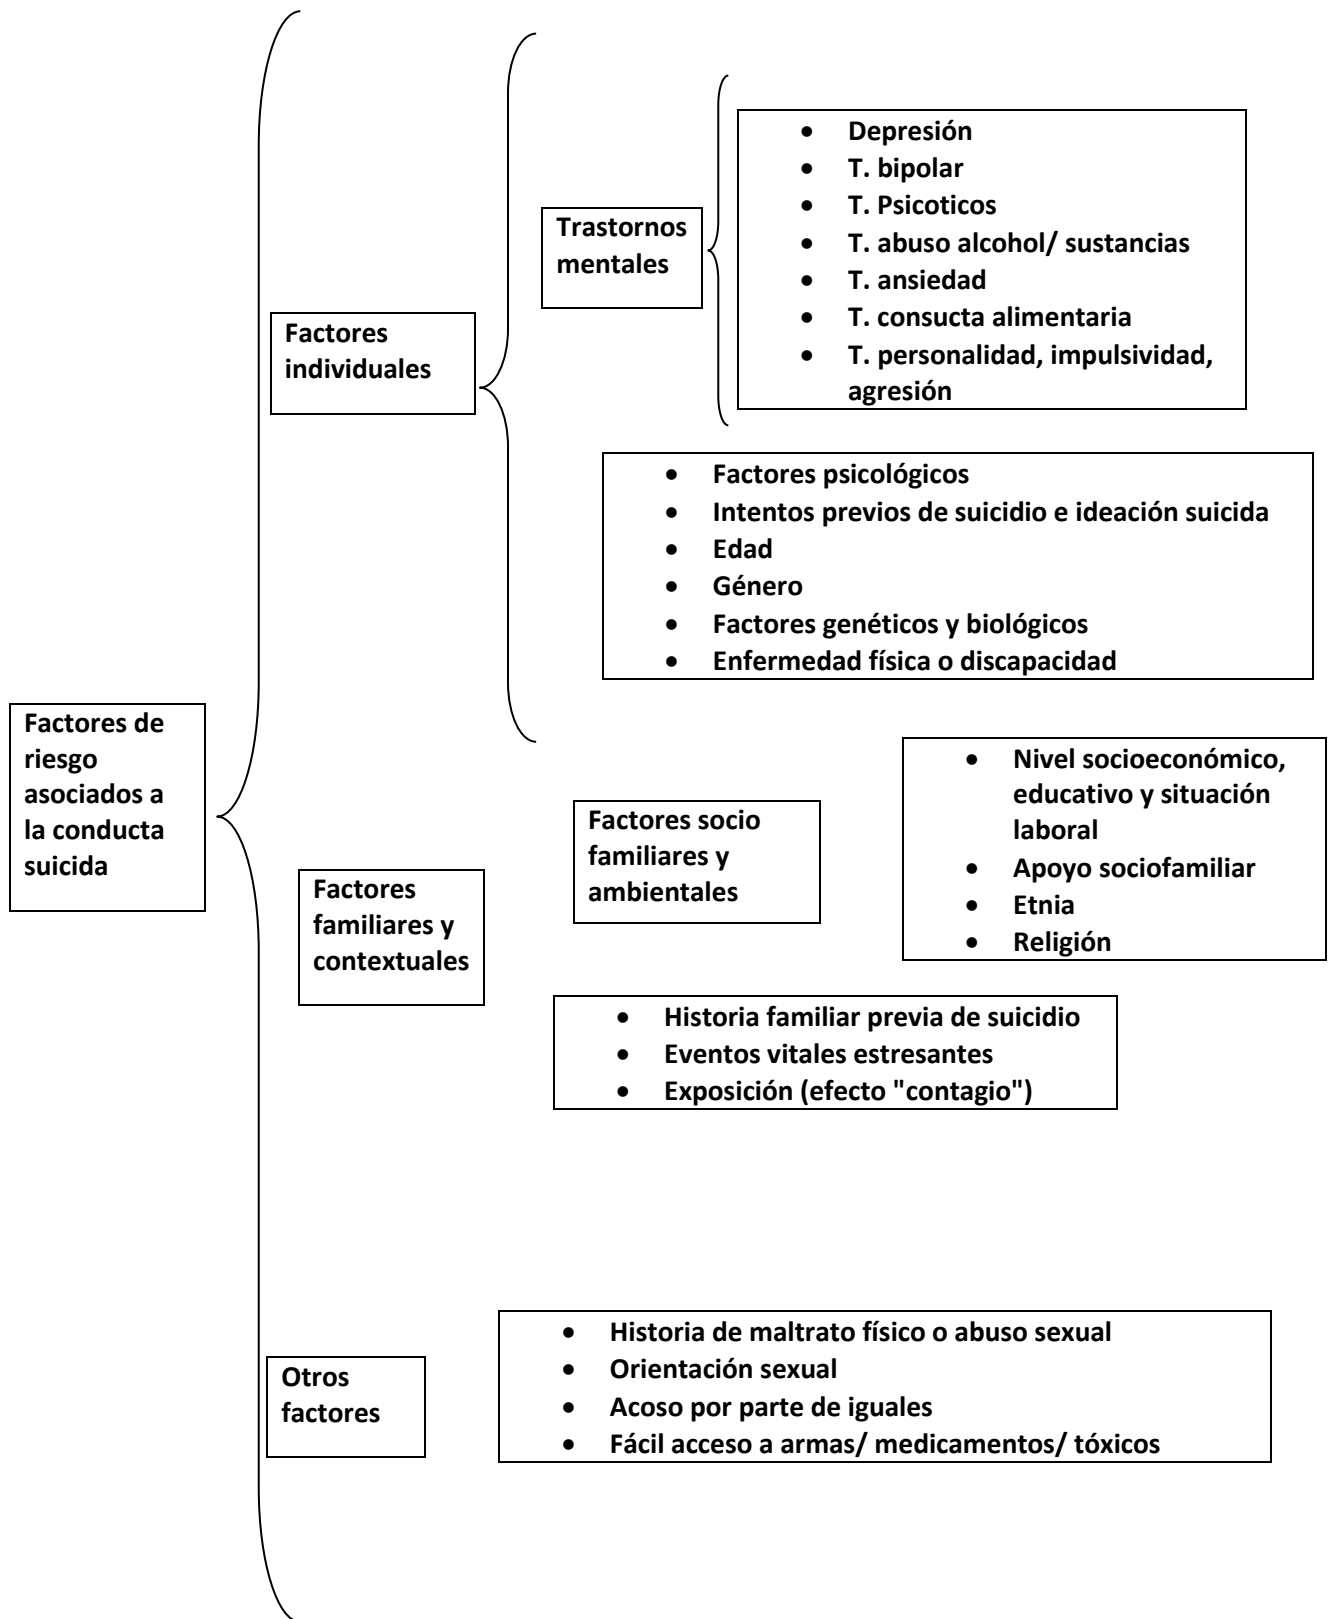 Factores de
riesgo
asociados a
la conducta
suicida
Factores
individuales
Trastornos
mentales
• Depresión
• T. bipolar
• T. Psicoticos
• T. abuso alcohol/ sustancias
• T. ansiedad
• T. consucta alimentaria
• T. personalidad, impulsividad,
agresión
• Factores psicológicos
• Intentos previos de suicidio e ideación suicida
• Edad
• Género
• Factores genéticos y biológicos
• Enfermedad física o discapacidad
Factores
familiares y
contextuales
Factores socio
familiares y
ambientales
• Nivel socioeconómico,
educativo y situación
laboral
• Apoyo sociofamiliar
• Etnia
• Religión
• Historia familiar previa de suicidio
• Eventos vitales estresantes
• Exposición (efecto "contagio")
Otros
factores
• Historia de maltrato físico o abuso sexual
• Orientación sexual
• Acoso por parte de iguales
• Fácil acceso a armas/ medicamentos/ tóxicos